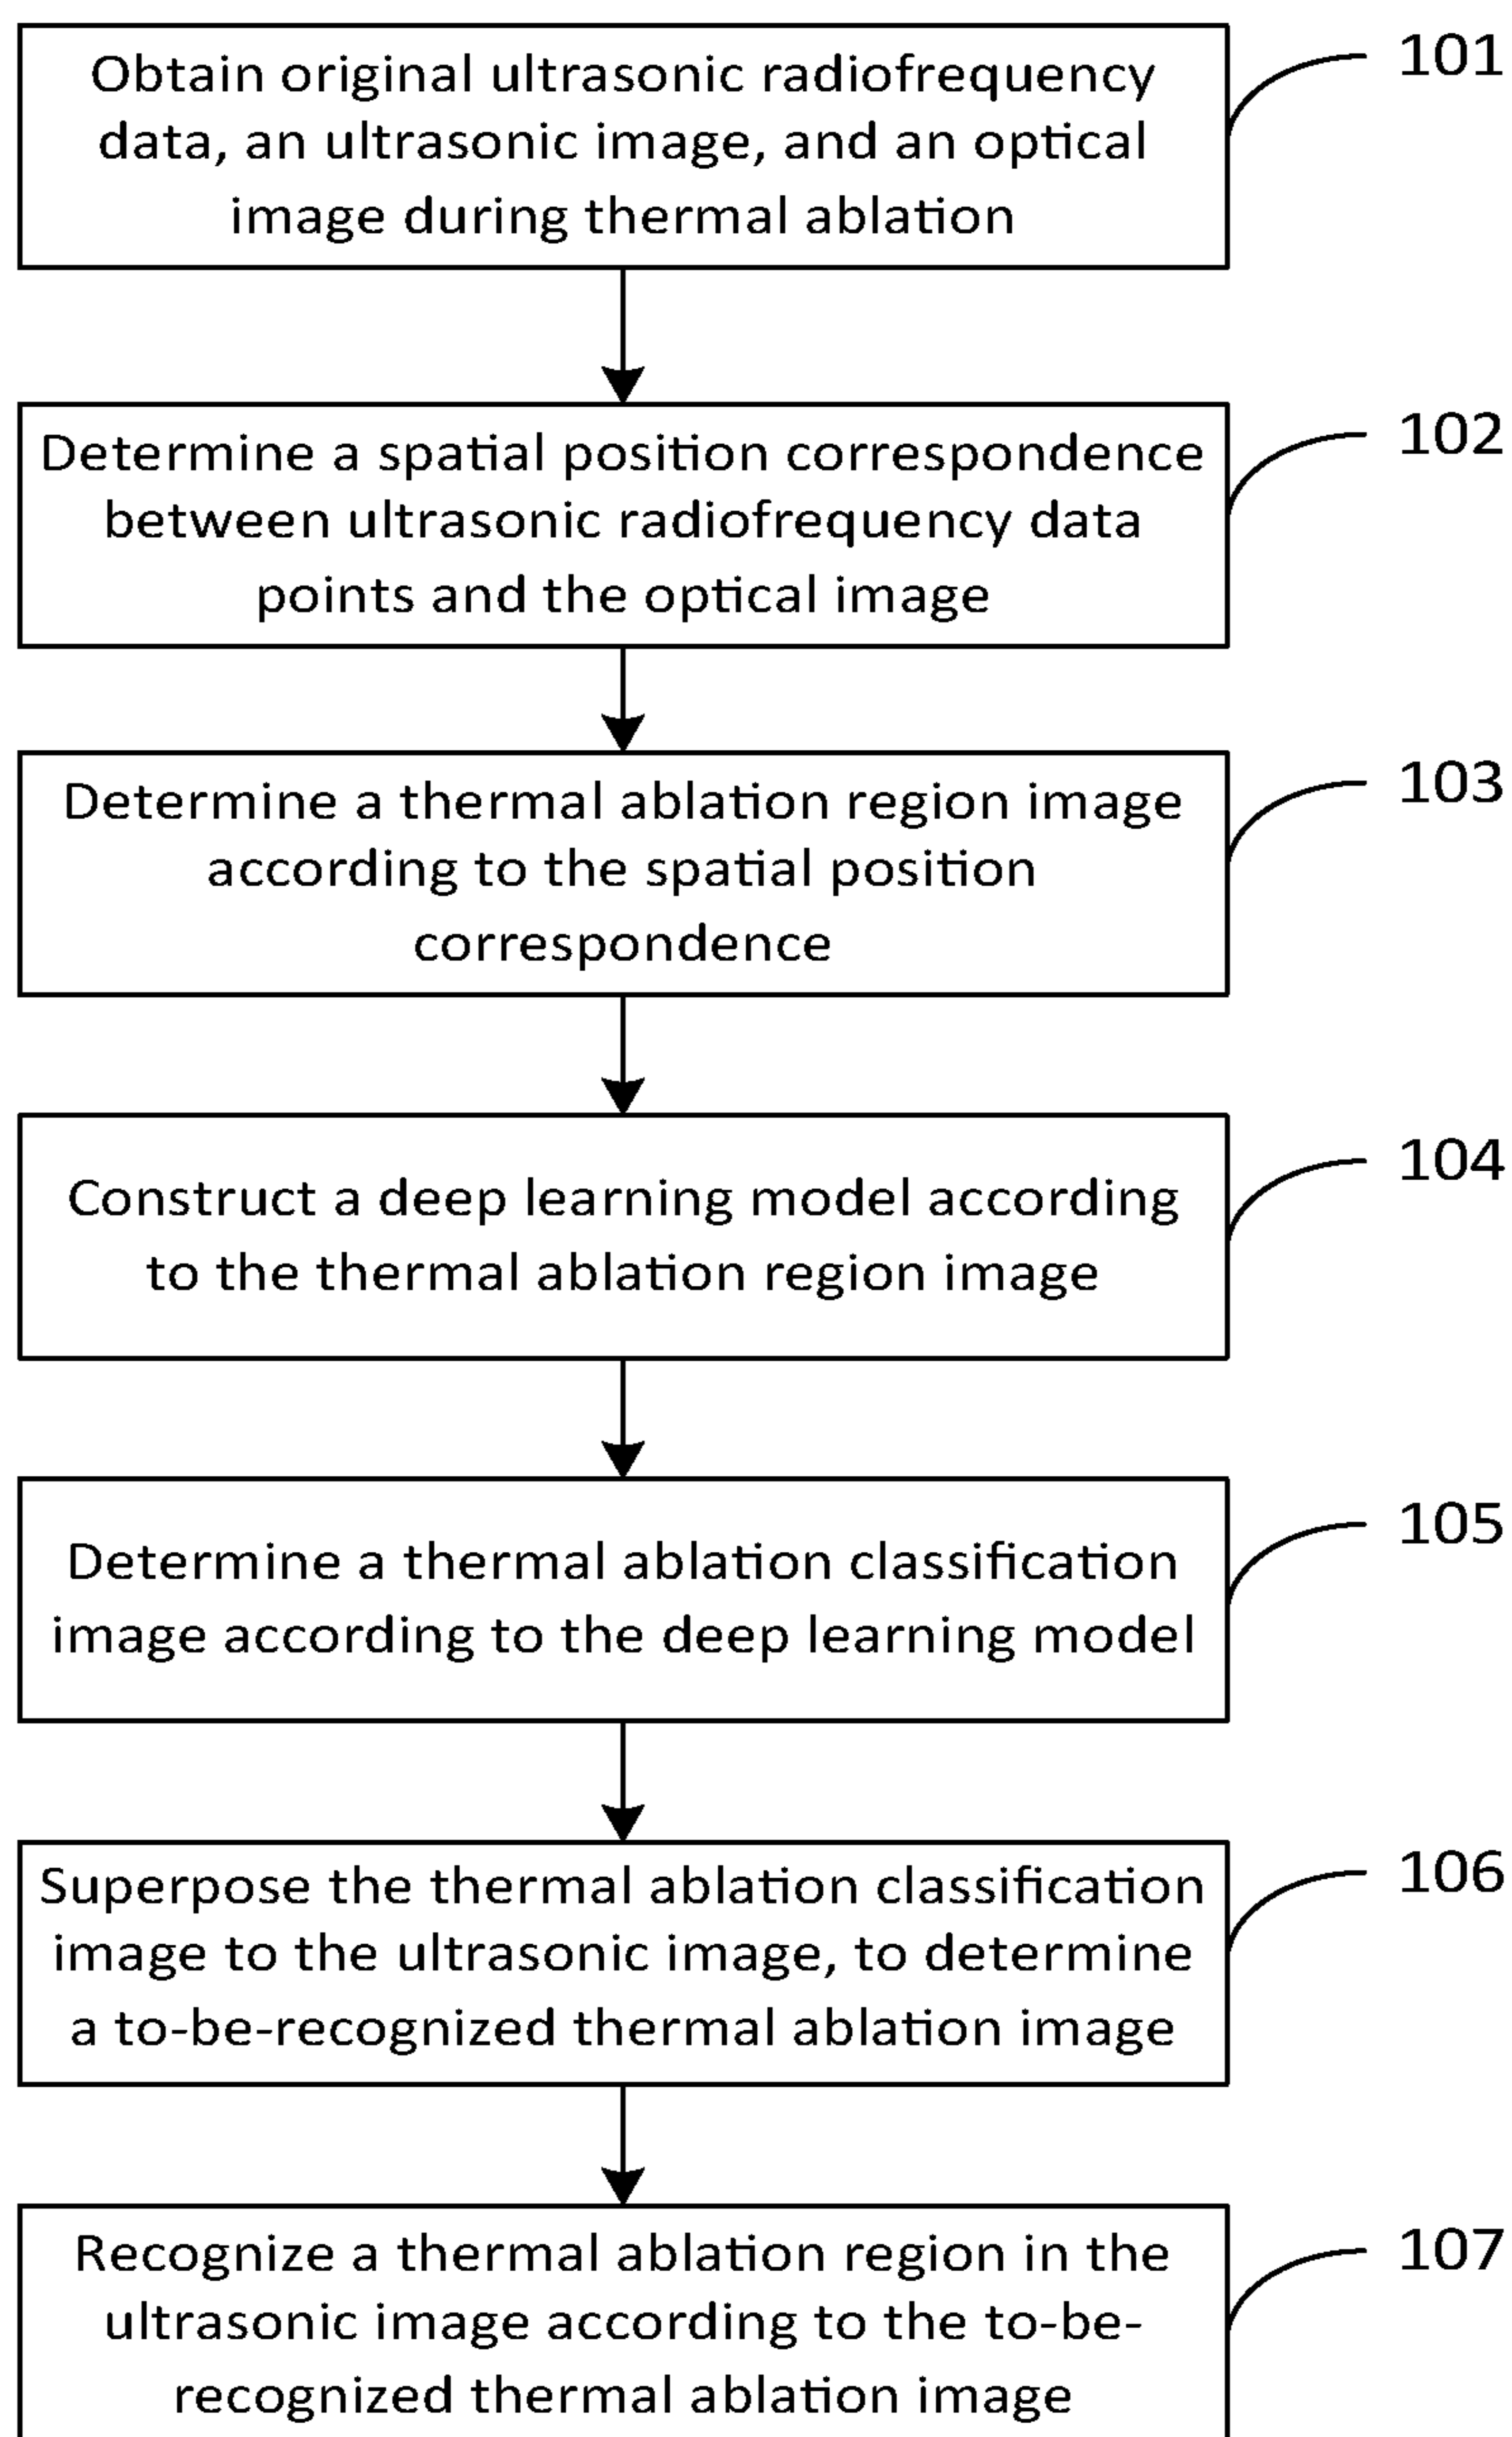 Obtain original ultrasonic radiofrequency
data, an ultrasonic image, and an optical
image during thermal ablation
101
Determine a spatial position correspondence
between ultrasonic radiofrequency data
points and the optical image
102
Determine a thermal ablation region image
according to the spatial position
correspondence
103
Construct a deep learning model according
to the thermal ablation region image
104
Determine a thermal ablation classification
image according to the deep learning model
105
Superpose the thermal ablation classification
image to the ultrasonic image, to determine
a to-be-recognized thermal ablation image
106
Recognize a thermal ablation region in the
ultrasonic image according to the to-be-
recognized thermal ablation image
107